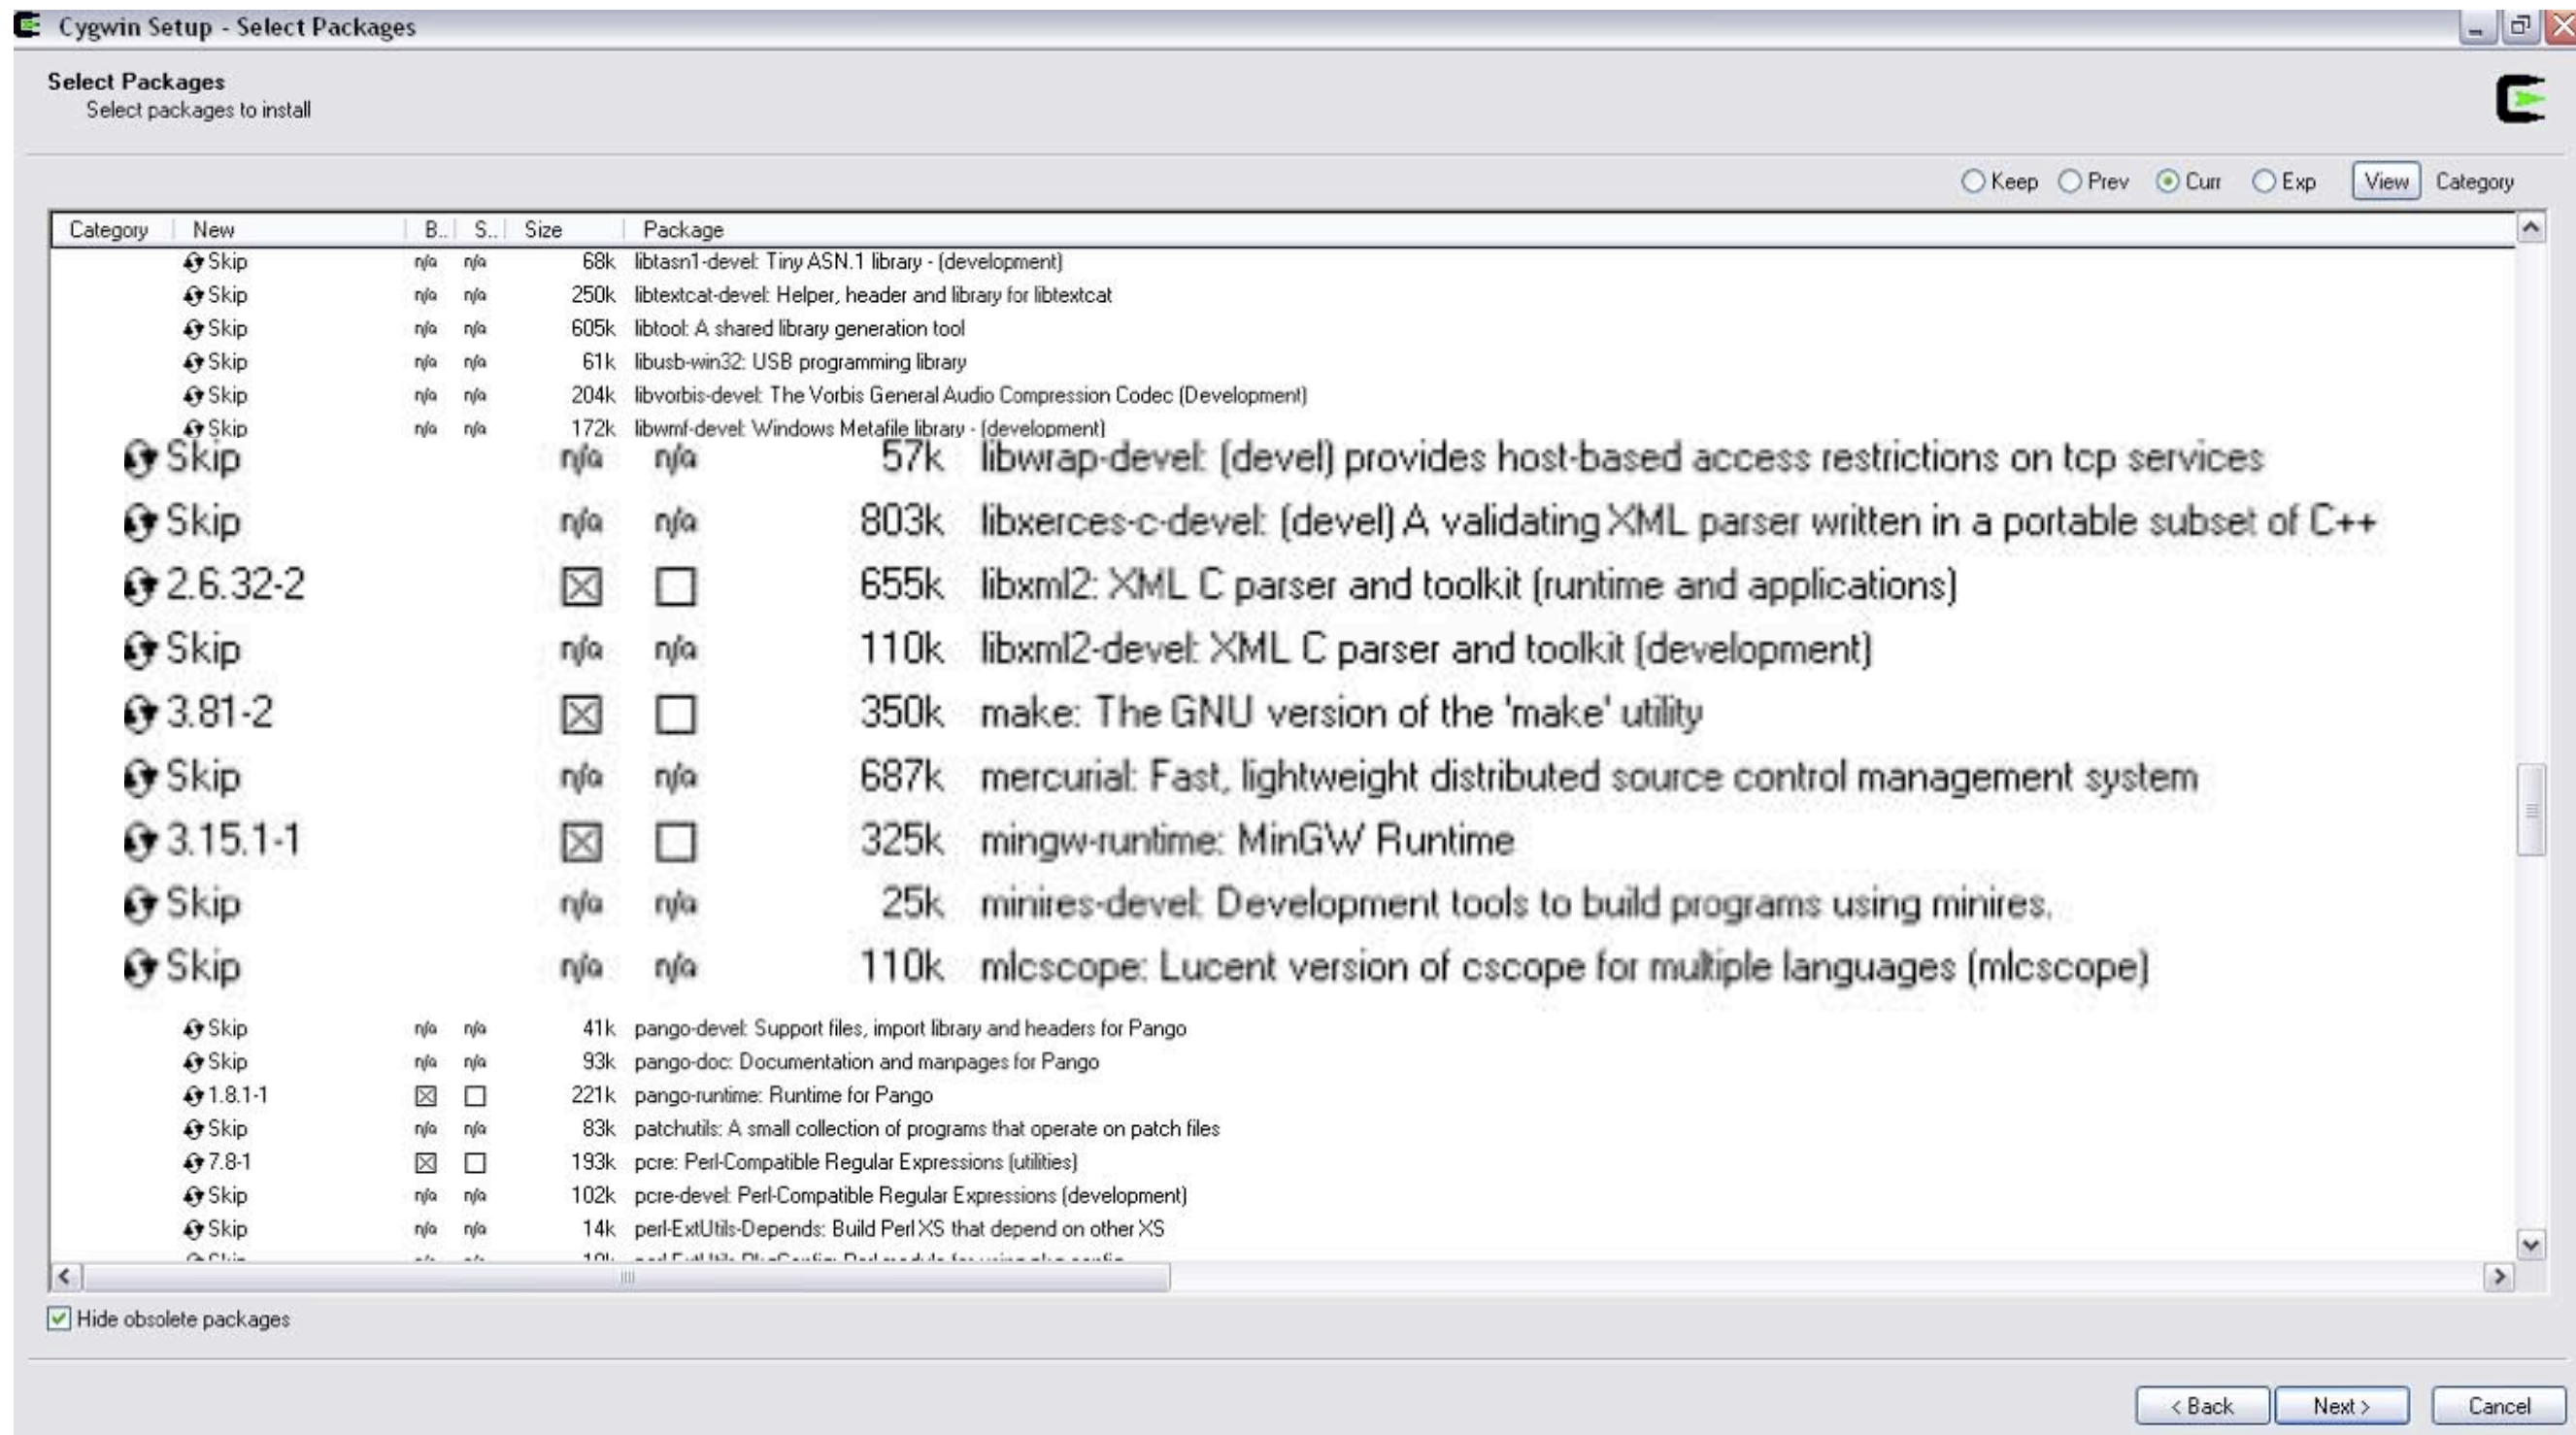 Cygwin Setup - Select Packages
Select Packages
Select packages to install
Keep Prev Curr Exp View Category
Category New B.. S.. Size Package
Skip n/a n/a 68k libtasn1-devel: Tiny ASN.1 library - (development)
Skip n/a n/a 250k libtextcat-devel: Helper, header and library for libtextcat
Skip n/a n/a 605k libtool: A shared library generation tool
Skip n/a n/a 61k libusb-win32: USB programming library
Skip n/a n/a 204k libvorbis-devel: The Vorbis General Audio Compression Codec (Development)
Skip n/a n/a 172k libwmf-devel: Windows Metafile library - (development)
Skip n/a n/a 57k libwrap-devel: (devel) provides host-based access restrictions on tcp services
Skip n/a n/a 803k libxerces-c-devel: (devel) A validating XML parser written in a portable subset of C++
2.6.32-2 655k libxml2: XML C parser and toolkit (runtime and applications)
Skip n/a n/a 110k libxml2-devel: XML C parser and toolkit (development)
3.81-2 350k make: The GNU version of the 'make' utility
Skip n/a n/a 687k mercurial: Fast, lightweight distributed source control management system
3.15.1-1 325k mingw-runtime: MinGW Runtime
Skip n/a n/a 25k minires-devel: Development tools to build programs using minires.
Skip n/a n/a 110k mlcscope: Lucent version of cscope for multiple languages (mlcscope)
Skip n/a n/a 41k pango-devel: Support files, import library and headers for Pango
Skip n/a n/a 93k pango-doc: Documentation and manpages for Pango
1.8.1-1 221k pango-runtime: Runtime for Pango
Skip n/a n/a 83k patchutils: A small collection of programs that operate on patch files
7.8-1 193k pcre: Perl-Compatible Regular Expressions (utilities)
Skip n/a n/a 102k pcre-devel: Perl-Compatible Regular Expressions (development)
Skip n/a n/a 14k perl-ExtUtils-Depends: Build Perl XS that depend on other XS
Hide obsolete packages
< Back Next > Cancel